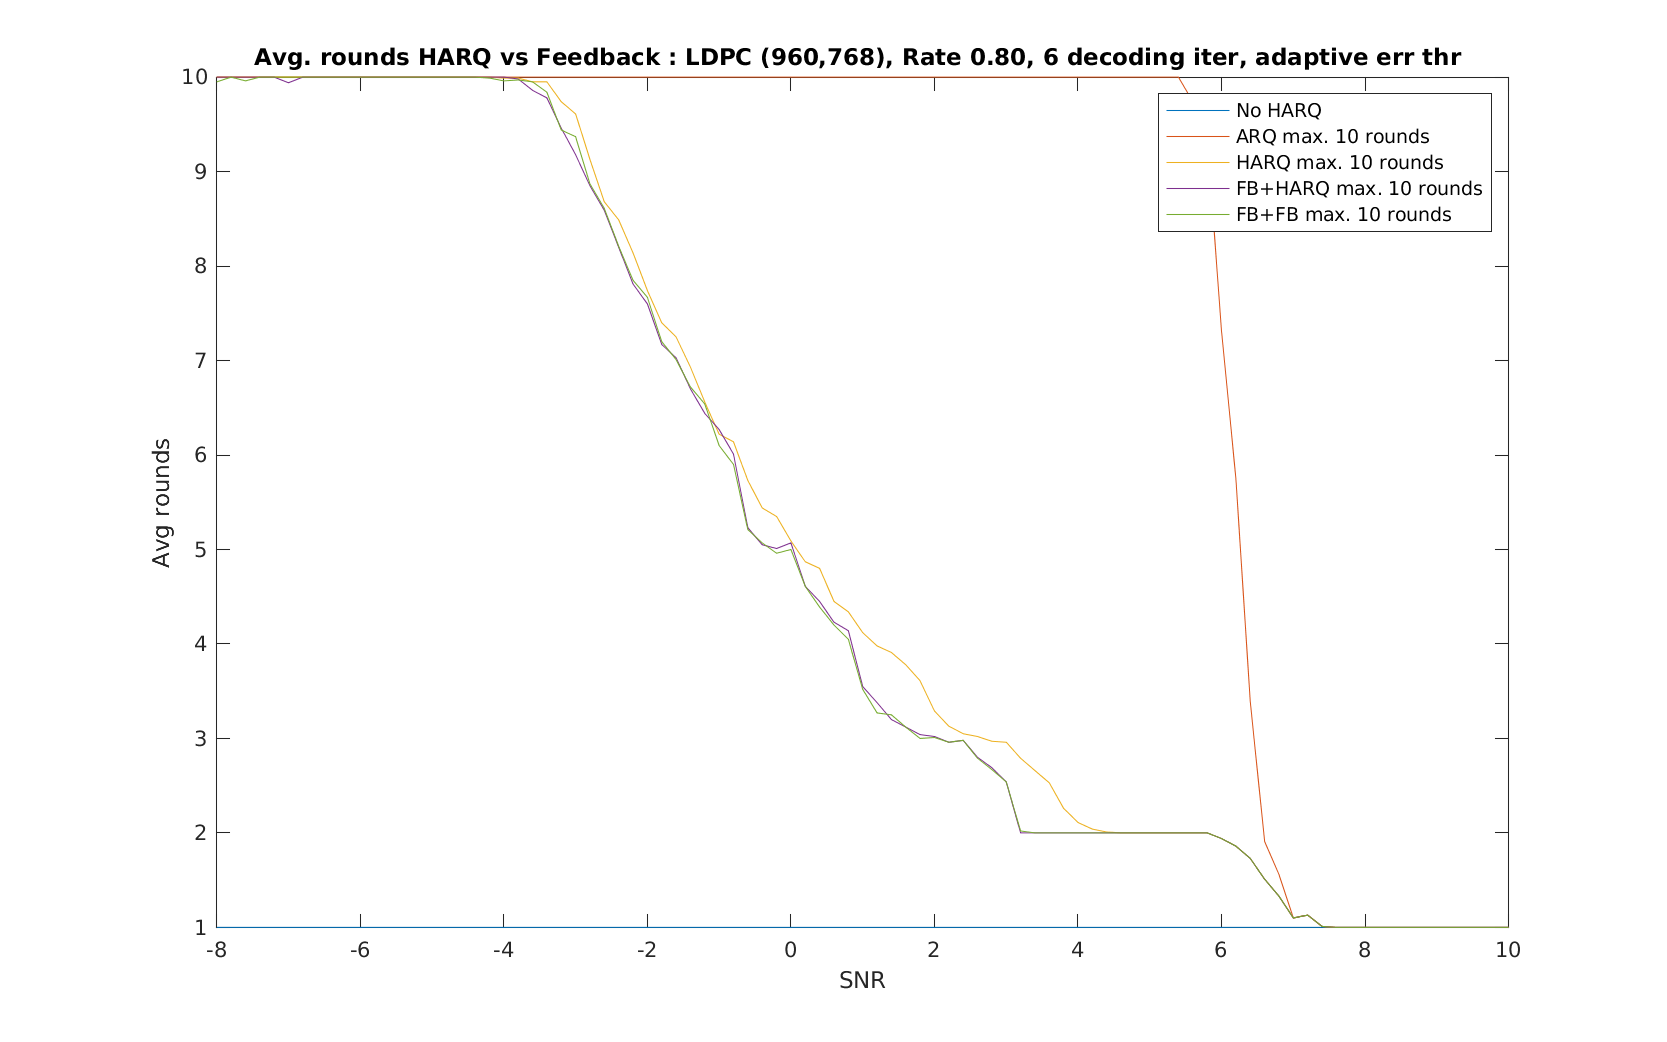 Avg. rounds HARQ vs Feedback : LDPC (960,768), Rate 0.80, 6 decoding iter, adaptive err thr
10
9
8
7
6
5
4
3
2
1
Avg rounds
No HARQ
ARQ max. 10 rounds
HARQ max. 10 rounds
FB+HARQ max. 10 rounds
FB+FB max. 10 rounds
-8 -6 -4 -2 0 2 4 6 8 10
SNR